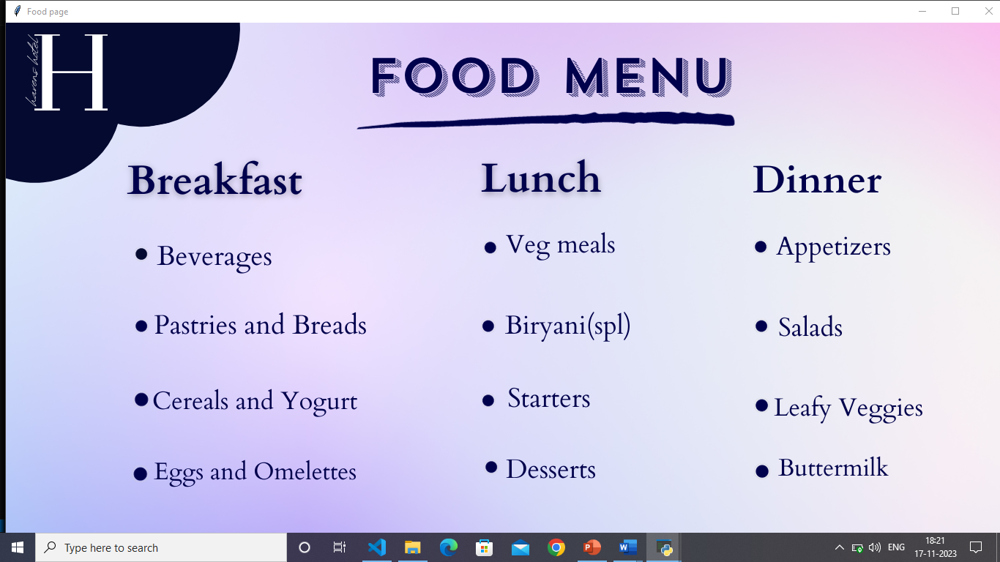 Food page
H
havens hotel
FOOD MENU
Breakfast
Beverages
Pastries and Breads
Cereals and Yogurt
Eggs and Omelettes
Lunch
Veg meals
Biryani(spl)
Starters
Desserts
Dinner
Appetizers
Salads
Leafy Veggies
Buttermilk
Type here to search
ENG
18:21
17-11-2023